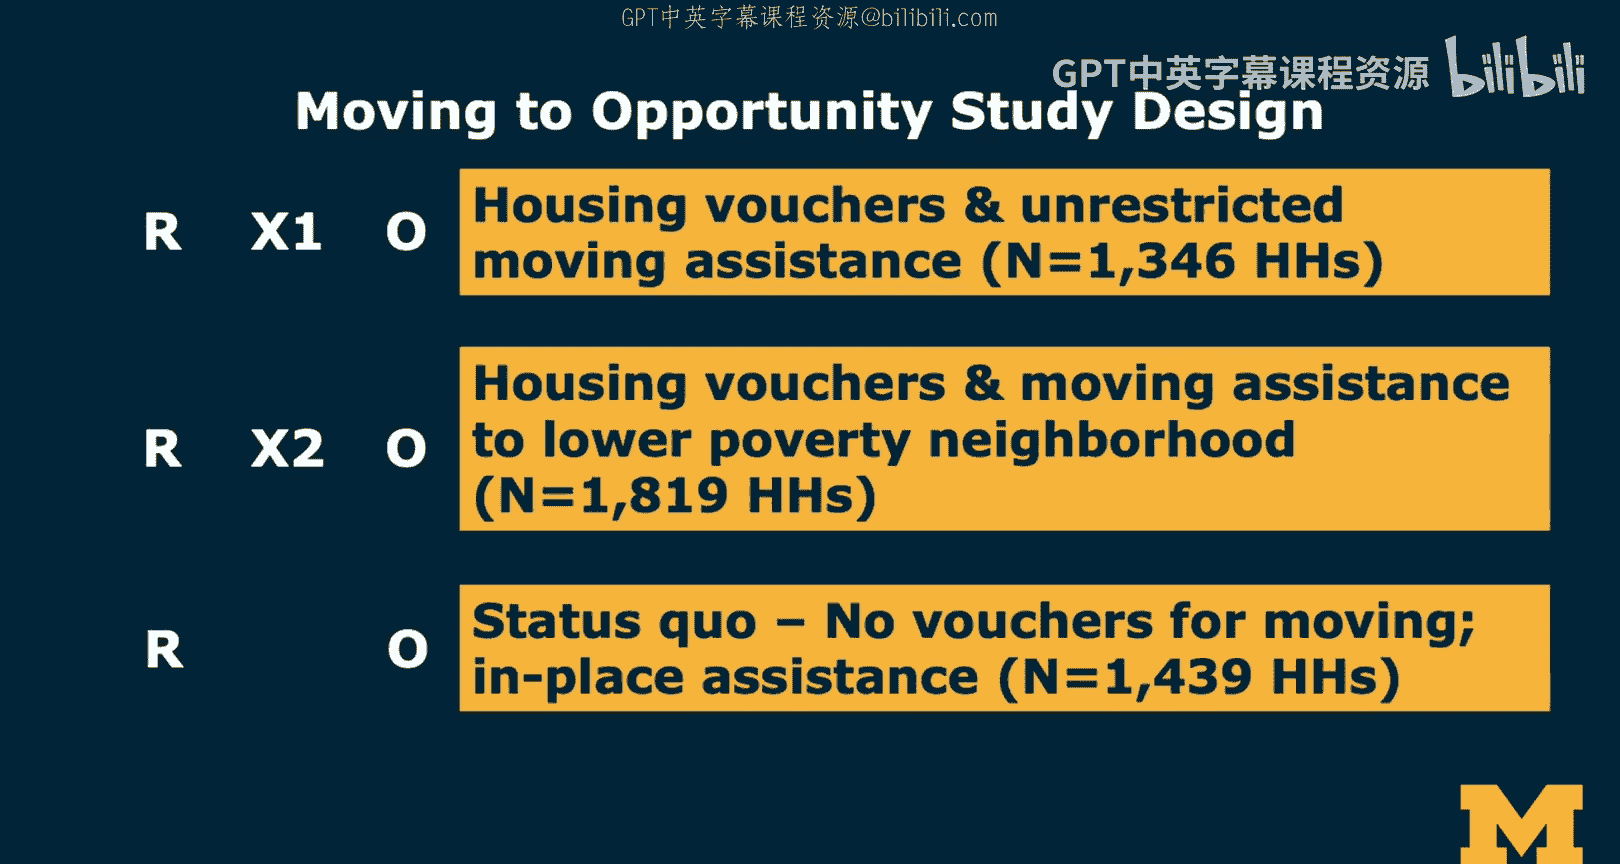 GPT中英字幕课程资源@bilibili.com
GPT中英字幕课程资源 bilibili
Moving to Opportunity Study Design
R X1 O Housing vouchers & unrestricted
moving assistance (N=1,346 HHs)
Housing vouchers & moving assistance
R X2 O to lower poverty neighborhood
(N=1,819 HHs)
R O Status quo – No vouchers for moving;
in-place assistance (N=1,439 HHs)
M